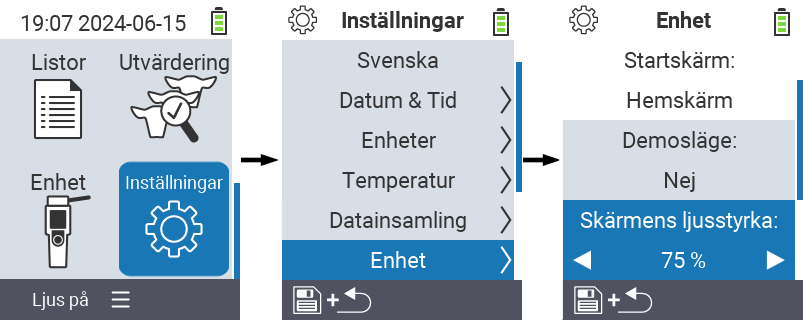 19:07 2024-06-15
Listor Utvärdering
Enhet Inställningar
Ljus på
Inställningar
Svenska
Datum & Tid
Enheter
Temperatur
Datainsamling
Enhet
+
Enhet
Startskärm:
Hemskärm
Demosläge:
Nej
Skärmens ljusstyrka:
75 %
+